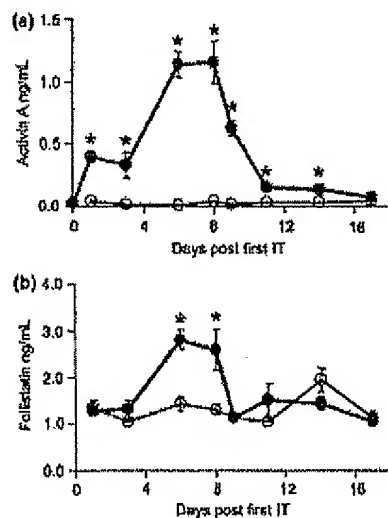 (a)
1.5
1.0
0.5
0.0
Activin A ng/mL
* * * * * * * *
0 4 8 12 16
Days post first IT
(b)
4.0
3.0
2.0
1.0
0.0
Follistatin ng/mL
* *
0 4 8 12 16
Days post first IT